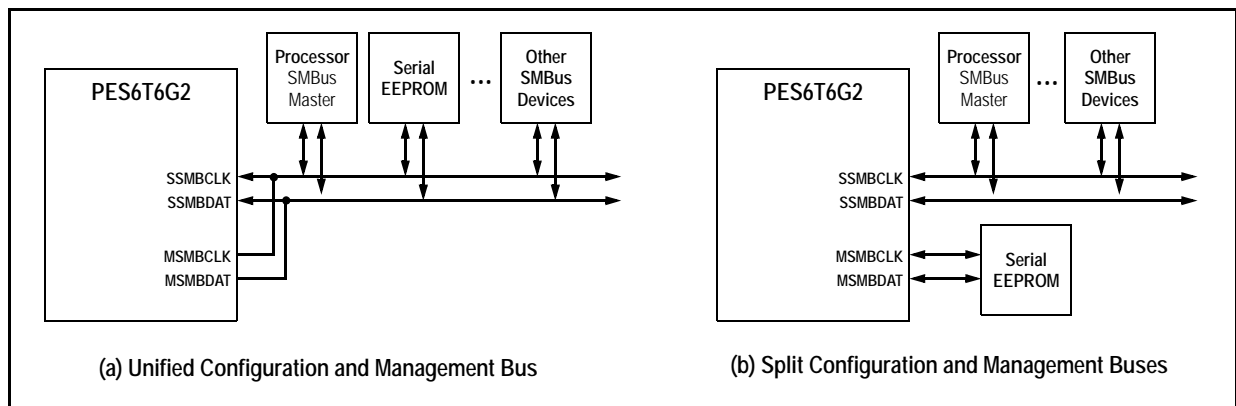 PES6T6G2
Processor
SMBus
Master
Serial
EEPROM
...
Other
SMBus
Devices
SSMBCLK
SSMBDAT
MSMBCLK
MSMBDAT
(a) Unified Configuration and Management Bus
PES6T6G2
Processor
SMBus
Master
...
Other
SMBus
Devices
SSMBCLK
SSMBDAT
MSMBCLK
MSMBDAT
Serial
EEPROM
(b) Split Configuration and Management Buses